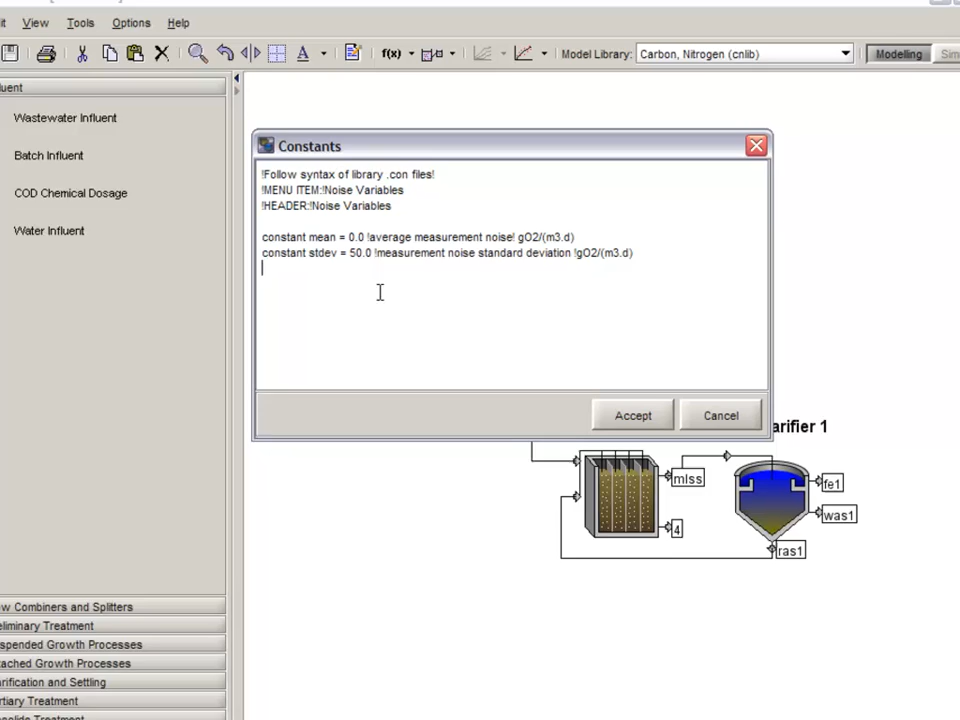 it View Tools Options Help
f(x) A Model Library: Carbon, Nitrogen (cnlib) Modelling Sim
uent
Wastewater Influent
Batch Influent
COD Chemical Dosage
Water Influent
Constants
!Follow syntax of library .con files!
!MENU ITEM:!Noise Variables
!HEADER:!Noise Variables
constant mean = 0.0 !average measurement noise! gO2/(m3.d)
constant stdev = 50.0 !measurement noise standard deviation !gO2/(m3.d)
Accept Cancel
arifier 1
mlss
4
fe1
was1
ras1
w Combiners and Splitters
eliminary Treatment
spended Growth Processes
tached Growth Processes
rification and Settling
rtiary Treatment